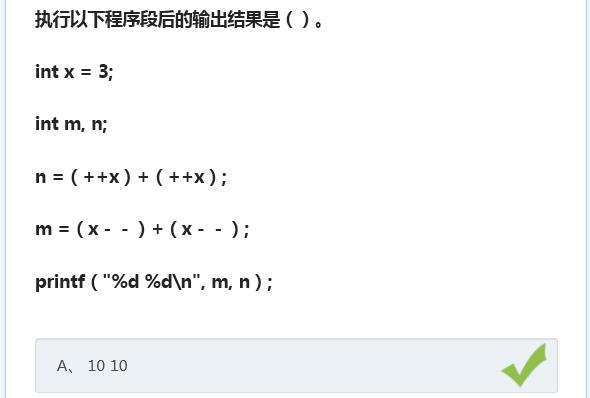 执行以下程序段后的输出结果是 ( ) 。
int x = 3;
int m, n;
n = ( ++x ) + ( ++x ) ;
m = ( x - - ) + ( x - - ) ;
printf ( "%d %d\n", m, n ) ;
A、 10 10